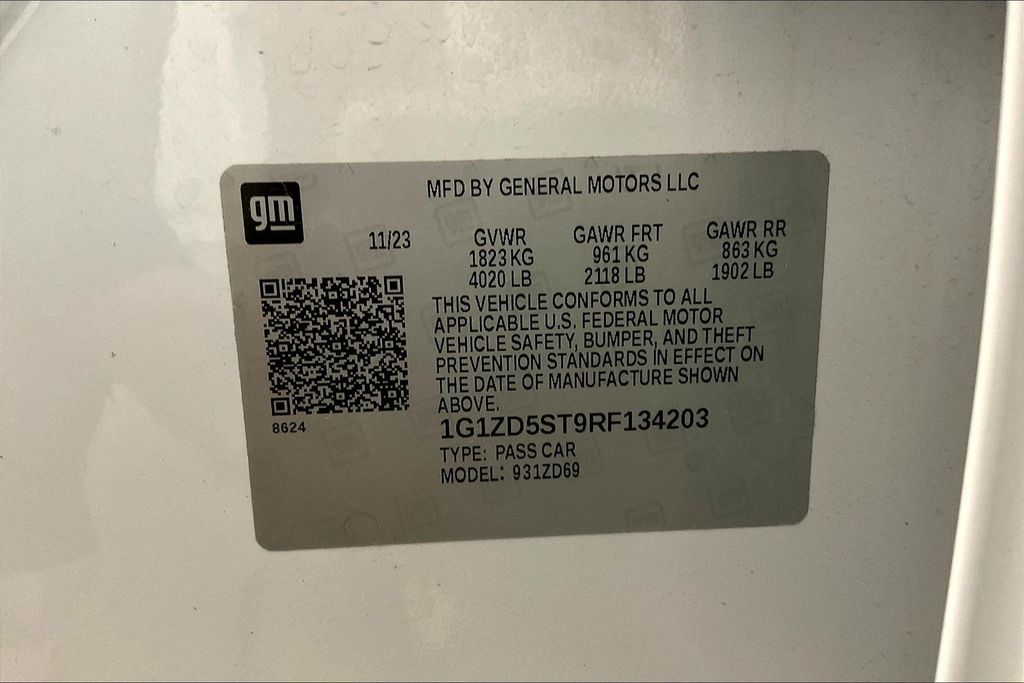 gm
MFD BY GENERAL MOTORS LLC
11/23
GVWR GAWR FRT GAWR RR
1823 KG 961 KG 863 KG
4020 LB 2118 LB 1902 LB
THIS VEHICLE CONFORMS TO ALL
APPLICABLE U.S. FEDERAL MOTOR
VEHICLE SAFETY, BUMPER, AND THEFT
PREVENTION STANDARDS IN EFFECT ON
THE DATE OF MANUFACTURE SHOWN
ABOVE.
8624
1G1ZD5ST9RF134203
TYPE: PASS CAR
MODEL: 931ZD69